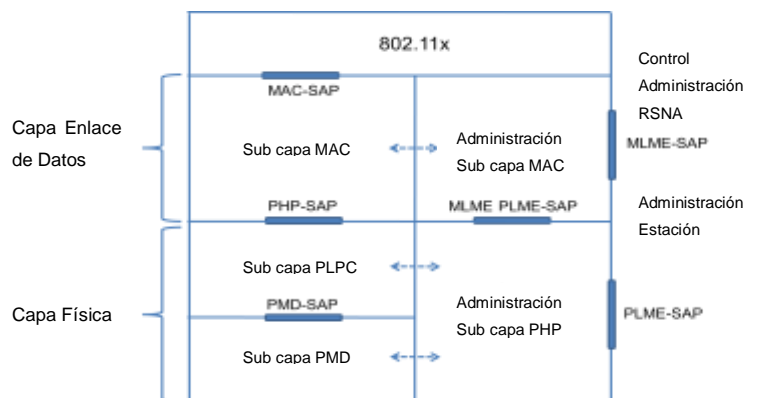 802.11x
Control
Administración
RSNA
MAC-SAP
Capa Enlace
de Datos
Sub capa MAC
Administración
Sub capa MAC
MLME-SAP
PHP-SAP
MLME PLME-SAP
Administración
Estación
Sub capa PLPC
Capa Física
PMD-SAP
Administración
Sub capa PHP
PLME-SAP
Sub capa PMD